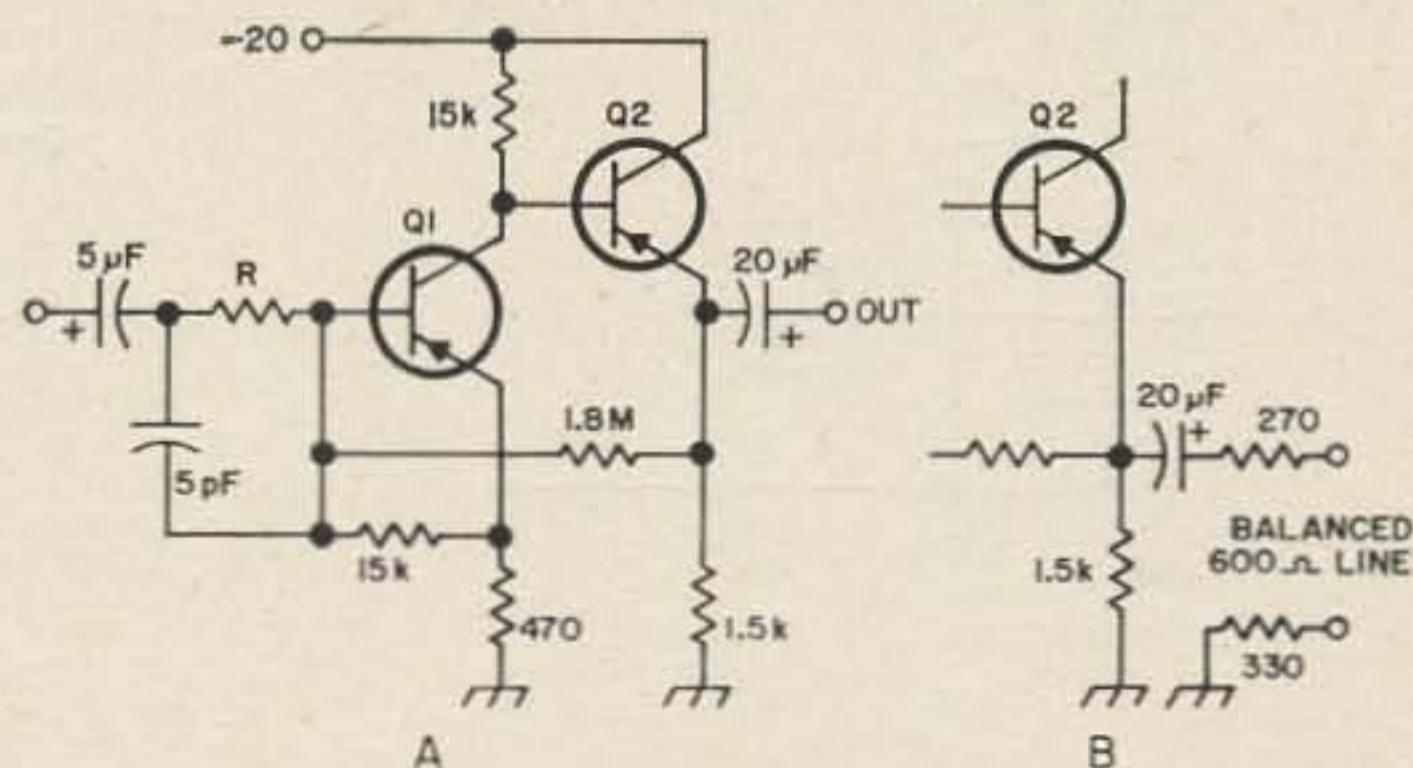 -20
15k
Q2
Q1
5µF
R
+
5pF
15k
1.8M
20µF
+
OUT
470
1.5k
A
Q2
20µF
+
270
BALANCED
600Ω LINE
1.5k
330
B